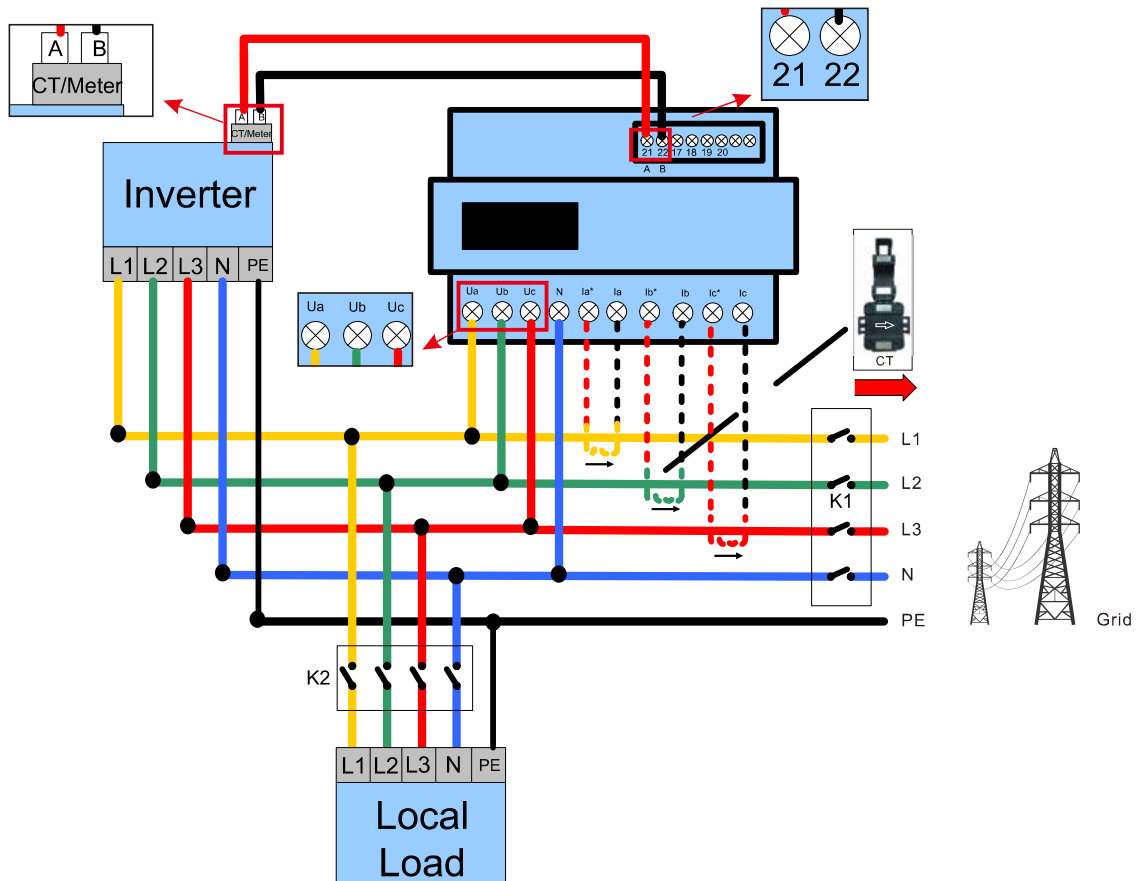 A B
CT/Meter
21 22
A B
CT/Meter
Inverter
L1 L2 L3 N PE
21 22 17 18 19 20
A B
Ua Ub Uc N Ia* Ia Ib* Ib Ic* Ic
Ua Ub Uc
CT
L1
L2
K1
L3
N
PE
Grid
K2
L1 L2 L3 N PE
Local
Load